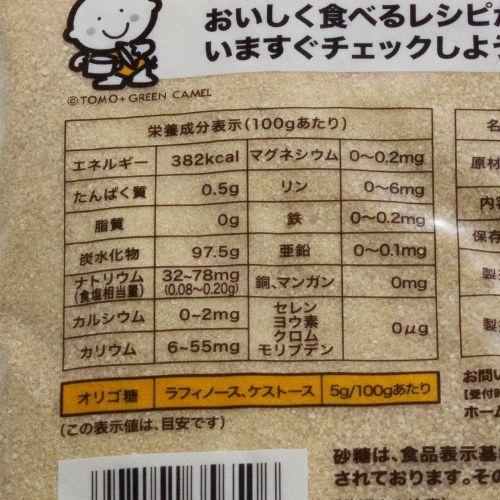 おいしく食べるレシピ
いますぐチェックしよう
©TOMO+GREEN CAMEL
栄養成分表示(100gあたり)
エネルギー 382kcal マグネシウム 0〜0.2mg
たんぱく質 0.5g リン 0〜6mg
脂質 0g 鉄 0〜0.2mg
炭水化物 97.5g 亜鉛 0〜0.1mg
ナトリウム 32〜78mg 銅、マンガン 0mg
(食塩相当量) (0.08〜0.20g)
カルシウム 0〜2mg セレン
ヨウ素
クロム
モリブデン 0μg
カリウム 6〜55mg
オリゴ糖 ラフィノース、ケストース 5g/100gあたり
(この表示値は、目安です)
名
原材
内容
保存
製
製
お問い
【受付時
ホーム
砂糖は、食品表示基
されております。そ